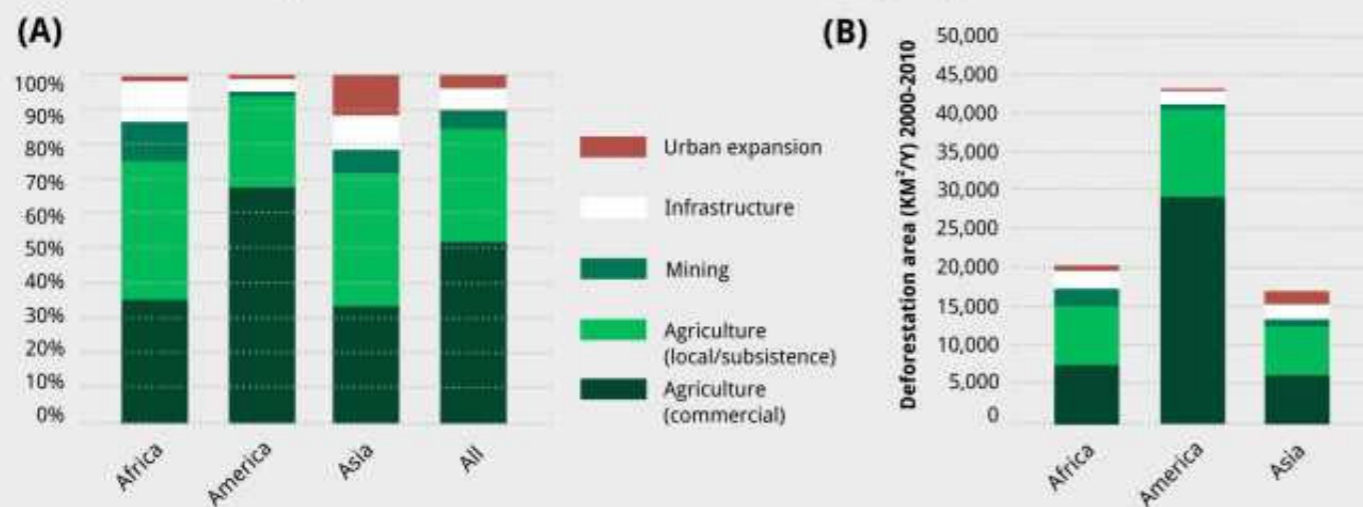 (A)
100%
90%
80%
70%
60%
50%
40%
30%
20%
10%
0%
Africa
America
Asia
All
Urban expansion
Infrastructure
Mining
Agriculture
(local/subsistence)
Agriculture
(commercial)
(B)
Deforestation area (KM²/Y) 2000-2010
50,000
45,000
40,000
35,000
30,000
25,000
20,000
15,000
10,000
5,000
0
Africa
America
Asia